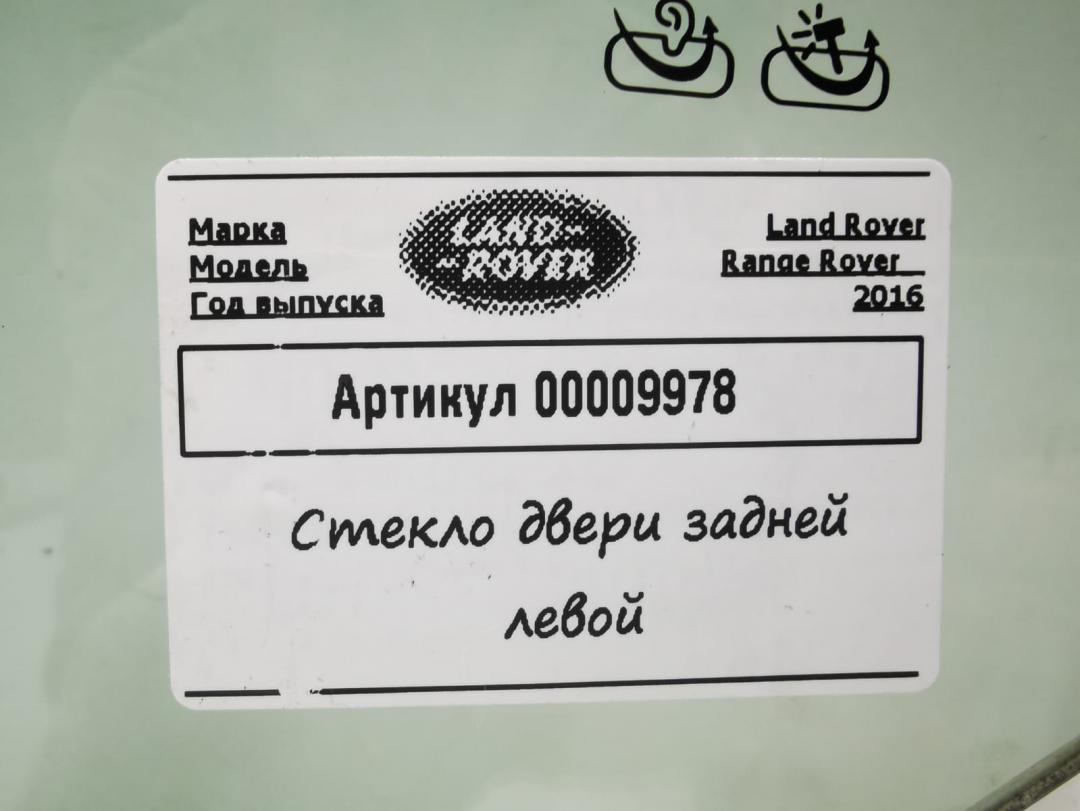 Марка
Модель
Год выпуска
LAND-
-ROVER
Land Rover
Range Rover
2016
Артикул 00009978
Стекло двери задней
левой